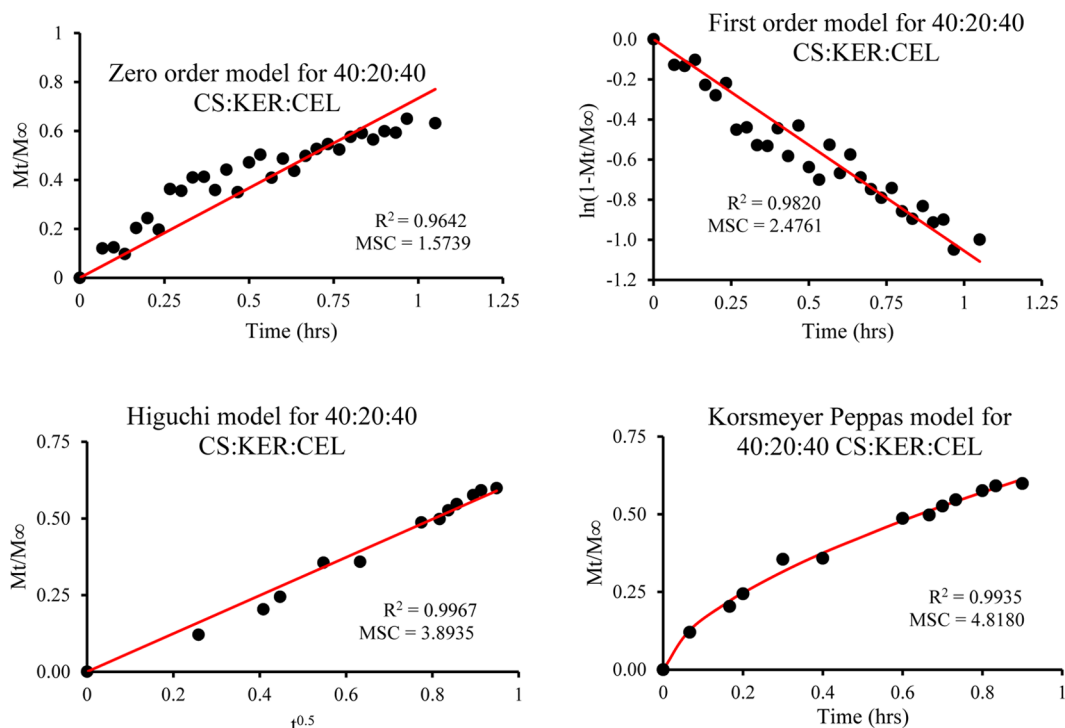 Zero order model for 40:20:40
CS:KER:CEL
Mt/M∞
1
0.8
0.6
0.4
0.2
0
R² = 0.9642
MSC = 1.5739
0 0.25 0.5 0.75 1 1.25
Time (hrs)
First order model for 40:20:40
CS:KER:CEL
ln(1-Mt/M∞)
0.0
-0.2
-0.4
-0.6
-0.8
-1.0
-1.2
R² = 0.9820
MSC = 2.4761
0 0.25 0.5 0.75 1 1.25
Time (hrs)
Higuchi model for 40:20:40
CS:KER:CEL
Mt/M∞
0.75
0.50
0.25
0.00
R² = 0.9967
MSC = 3.8935
0 0.2 0.4 0.6 0.8 1
t^0.5
Korsmeyer Peppas model for
40:20:40 CS:KER:CEL
Mt/M∞
0.75
0.50
0.25
0.00
R² = 0.9935
MSC = 4.8180
0 0.2 0.4 0.6 0.8 1
Time (hrs)